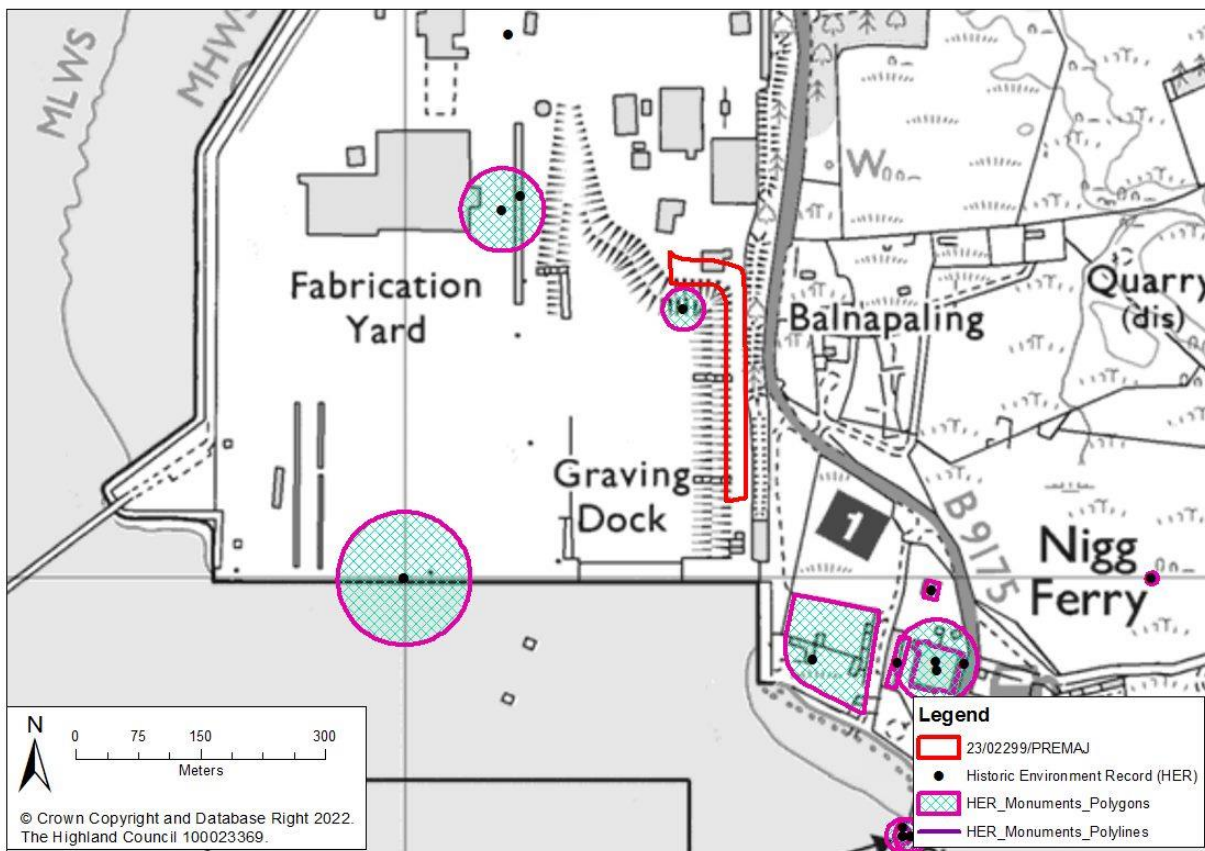 MLWS
MHWS
W
Fabrication
Yard
Balnapaling
Quarry
(dis)
Graving
Dock
1
B9175
Nigg
Ferry
N
0 75 150 300
Meters
© Crown Copyright and Database Right 2022.
The Highland Council 100023369.
Legend
23/02299/PREMAJ
Historic Environment Record (HER)
HER_Monuments_Polygons
HER_Monuments_Polylines